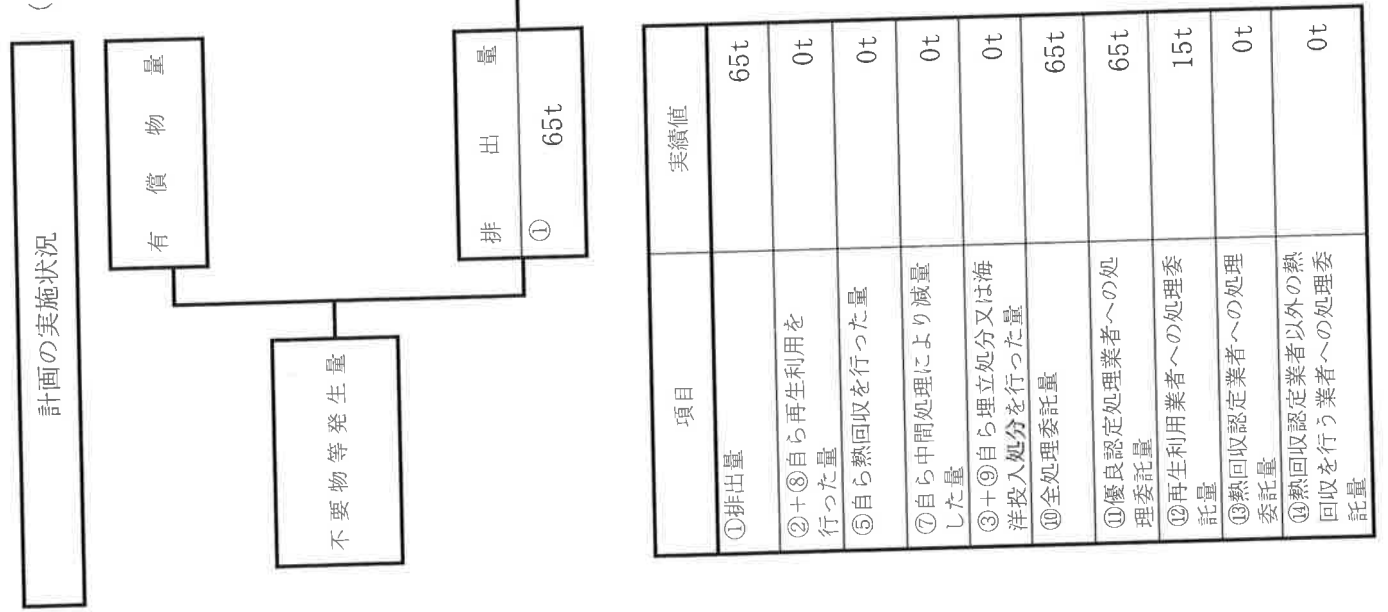 （
計画の実施状況
有償物量
不要物等発生量
排出量
①
65t
項目
実績値
①排出量
65t
②＋⑧自ら再生利用を
行った量
0t
⑤自ら熱回収を行った量
0t
⑦自ら中間処理により減量
した量
0t
③＋⑨自ら埋立処分又は海
洋投入処分を行った量
0t
⑩全処理委託量
65t
⑪優良認定処理業者への処
理委託量
65t
⑫再生利用業者への処理委
託量
15t
⑬熱回収認定業者への処理
委託量
0t
⑭熱回収認定業者以外の熱
回収を行う業者への処理委
託量
0t